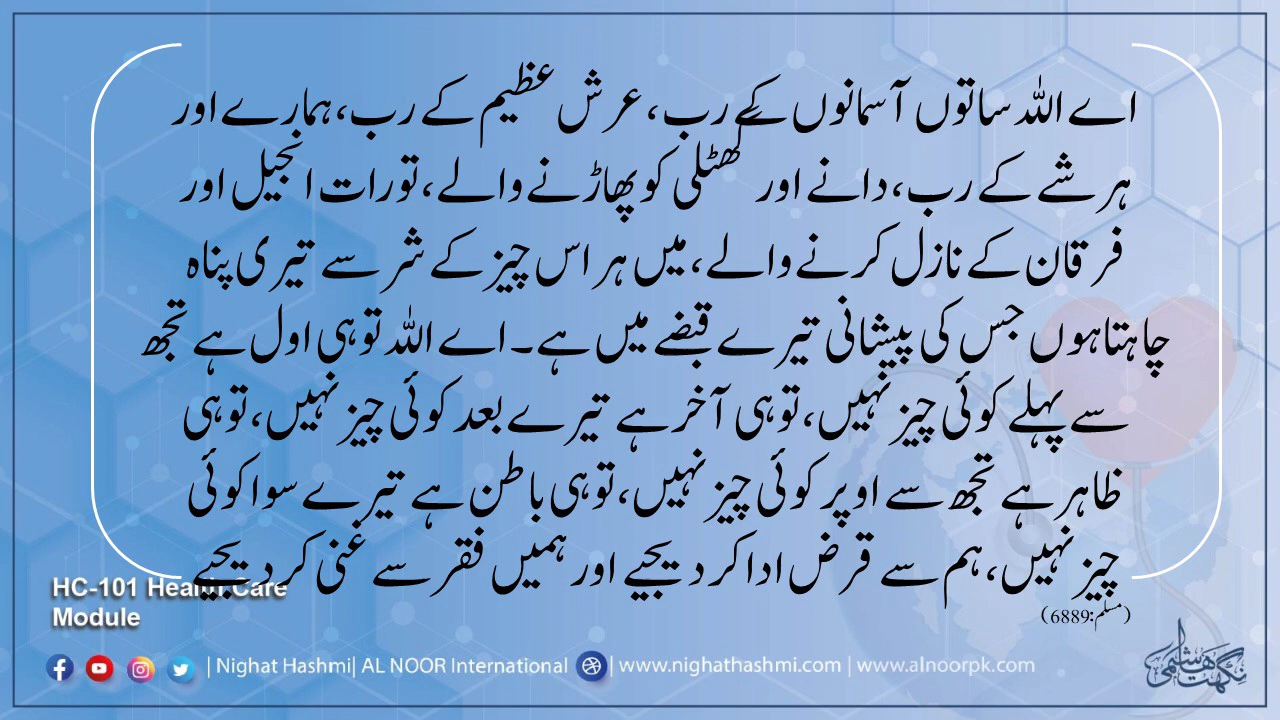 اے اللہ ساتوں آسمانوں کے رب، عرش عظیم کے رب، ہمارے اور
ہر شے کے رب، دانے اور گھٹلی کو پھاڑنے والے، تورات انجیل اور
فرقان کے نازل کرنے والے، میں ہر اس چیز کے شر سے تیری پناہ
چاہتا ہوں جس کی پیشانی تیرے قبضے میں ہے۔ اے اللہ تو ہی اول ہے تجھ
سے پہلے کوئی چیز نہیں، تو ہی آخر ہے تیرے بعد کوئی چیز نہیں، تو ہی
ظاہر ہے تجھ سے اوپر کوئی چیز نہیں، تو ہی باطن ہے تیرے سوا کوئی
چیز نہیں، ہم سے قرض ادا کر دیجیے اور ہمیں فقر سے غنی کر دیجیے
(مسلم:6889)
HC-101 Health Care
Module
| Nighat Hashmi| AL NOOR International | www.nighathashmi.com | www.alnoorpk.com
نگہت ہاشمی